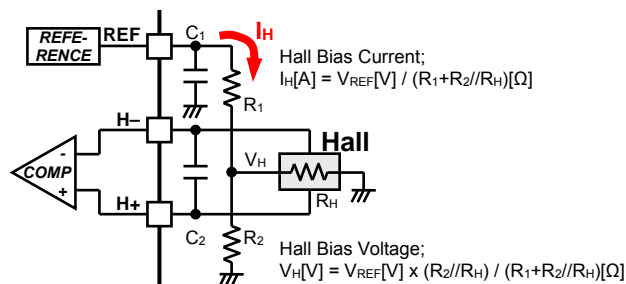 REFE-
RENCE
REF
C1
IH
Hall Bias Current;
IH[A] = VREF[V] / (R1+R2//RH)[Ω]
R1
H–
Hall
-
COMP
+
VH
RH
H+
C2
R2
Hall Bias Voltage;
VH[V] = VREF[V] x (R2//RH) / (R1+R2//RH)[Ω]